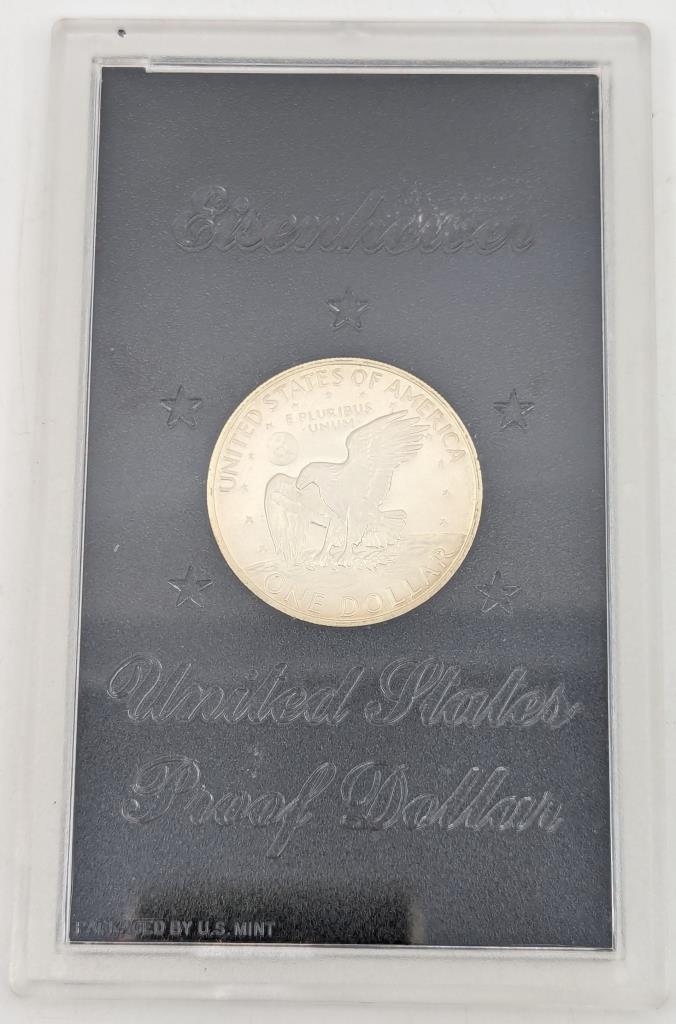 Eisenhower
UNITED STATES OF AMERICA
E PLURIBUS
UNUM
ONE DOLLAR
United States
Proof Dollar
PACKAGED BY U.S. MINT